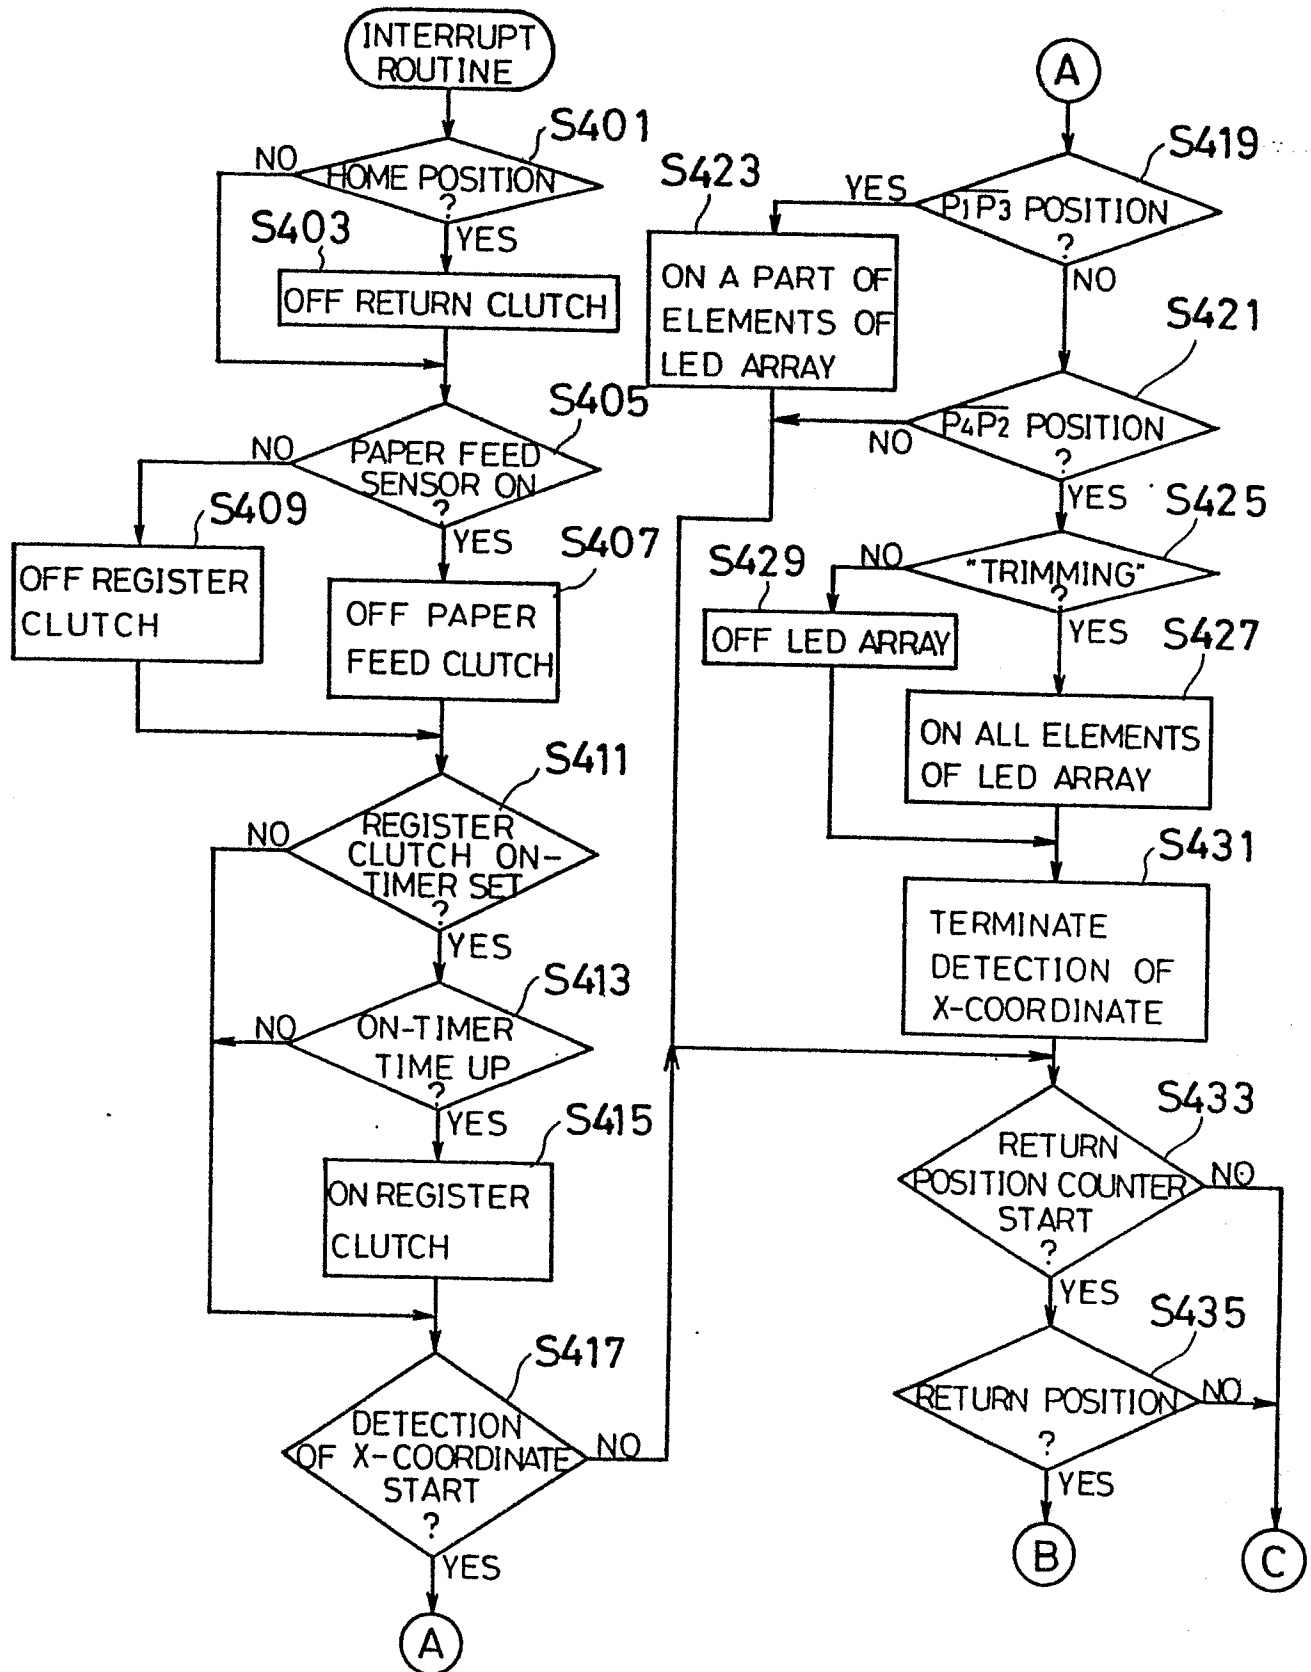 INTERRUPT
ROUTINE
S401
NO
HOME POSITION
?
YES
S403
OFF RETURN CLUTCH
S405
NO
PAPER FEED
SENSOR ON
?
YES
S409
OFF REGISTER
CLUTCH
S407
OFF PAPER
FEED CLUTCH
S411
NO
REGISTER
CLUTCH ON-
TIMER SET
?
YES
S413
NO
ON-TIMER
TIME UP
?
YES
S415
ON REGISTER
CLUTCH
S417
DETECTION
OF X-COORDINATE
START
?
NO
YES
A
A
S419
YES
P̅1̅P̅3̅ POSITION
?
NO
S423
ON A PART OF
ELEMENTS OF
LED ARRAY
S421
P̅4̅P̅2̅ POSITION
?
NO
YES
S425
NO
"TRIMMING"
?
YES
S429
OFF LED ARRAY
S427
ON ALL ELEMENTS
OF LED ARRAY
S431
TERMINATE
DETECTION OF
X-COORDINATE
S433
RETURN
POSITION COUNTER
START
?
NO
YES
S435
RETURN POSITION
?
NO
YES
B
C